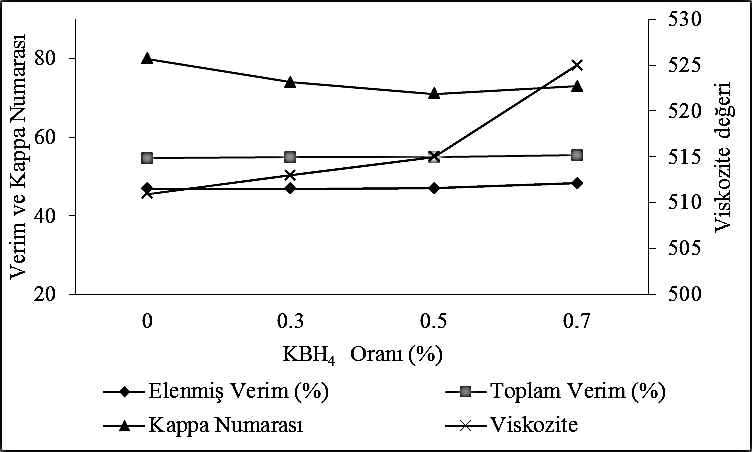 Verim ve Kappa Numarası
80
60
40
20
530
525
520
515
510
505
500
Viskozite değeri
0 0.3 0.5 0.7
KBH₄ Oranı (%)
Elenmiş Verim (%) Toplam Verim (%)
Kappa Numarası Viskozite